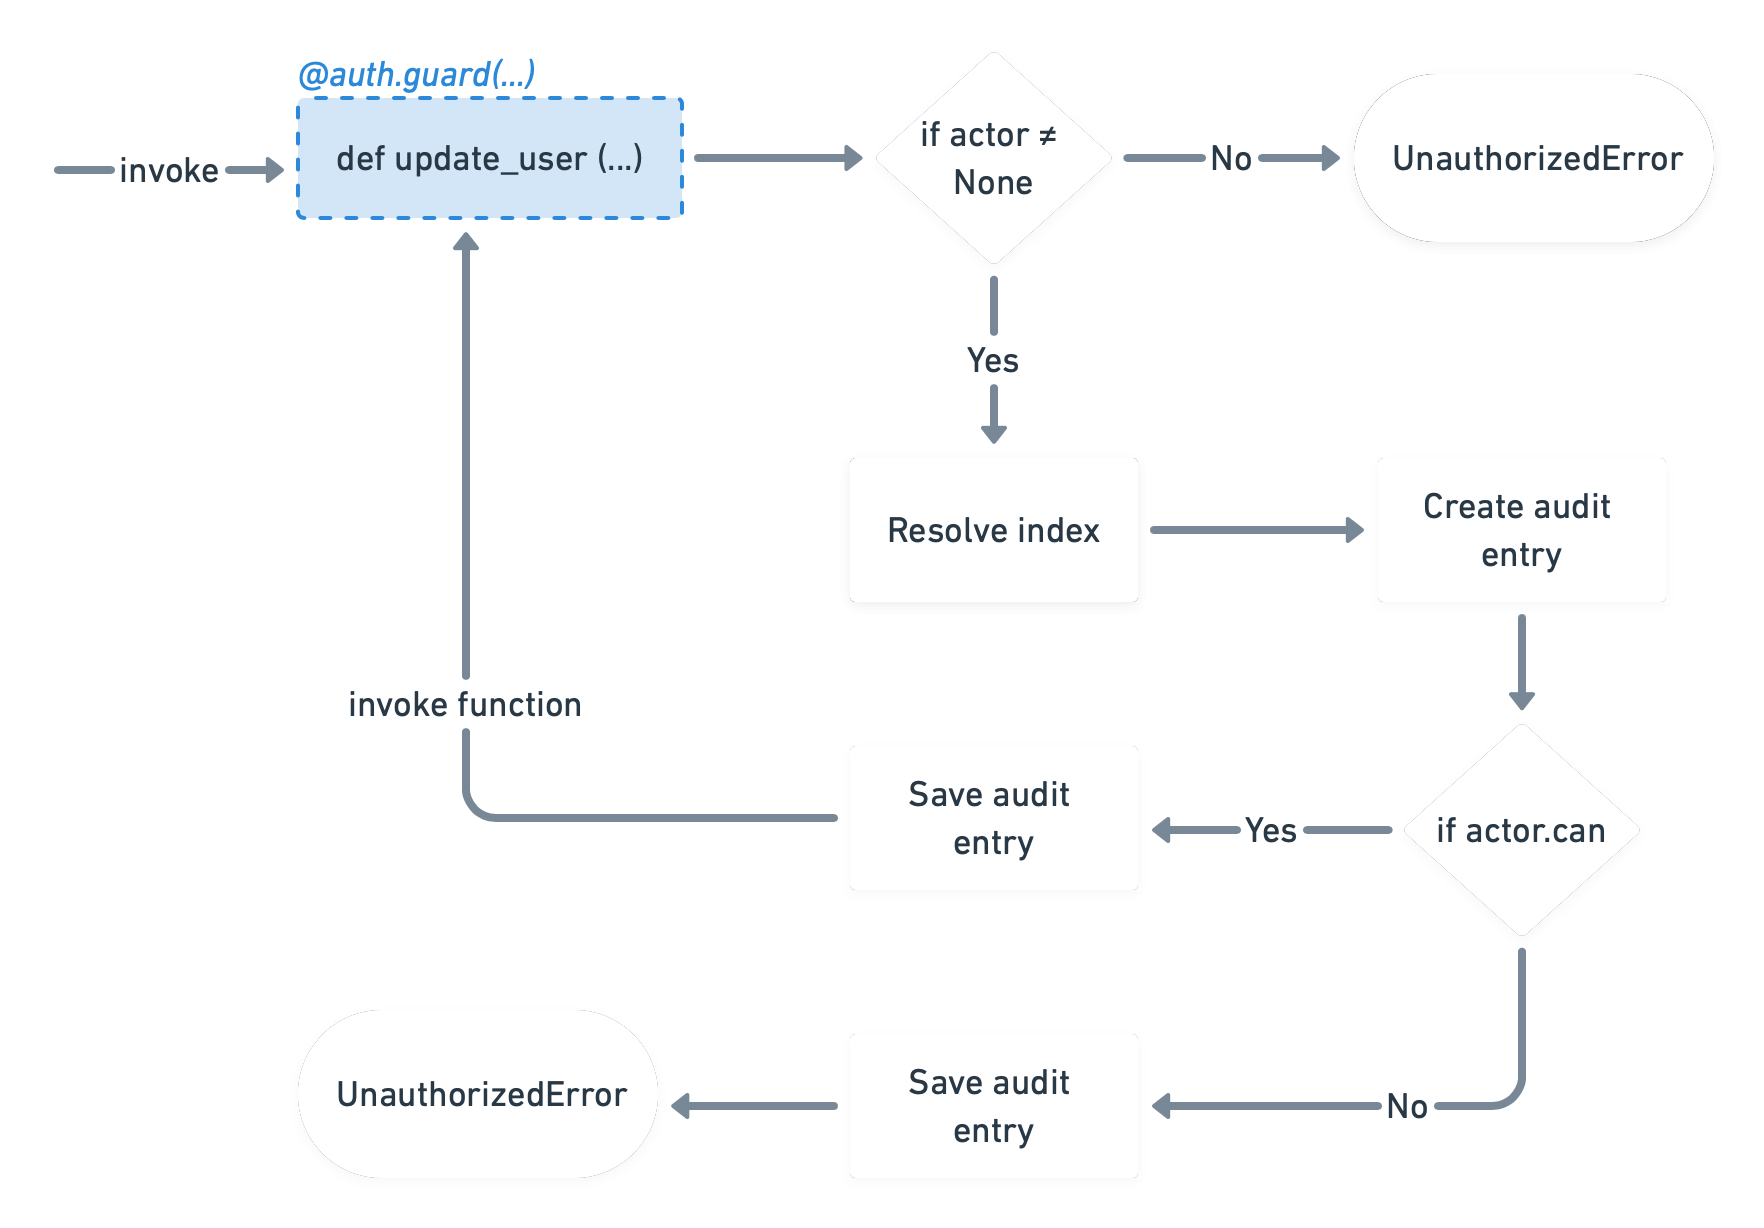 @auth.guard(...)
invoke
def update_user (...)
if actor ≠
None
No
UnauthorizedError
Yes
Resolve index
Create audit
entry
invoke function
Save audit
entry
Yes
if actor.can
UnauthorizedError
Save audit
entry
No